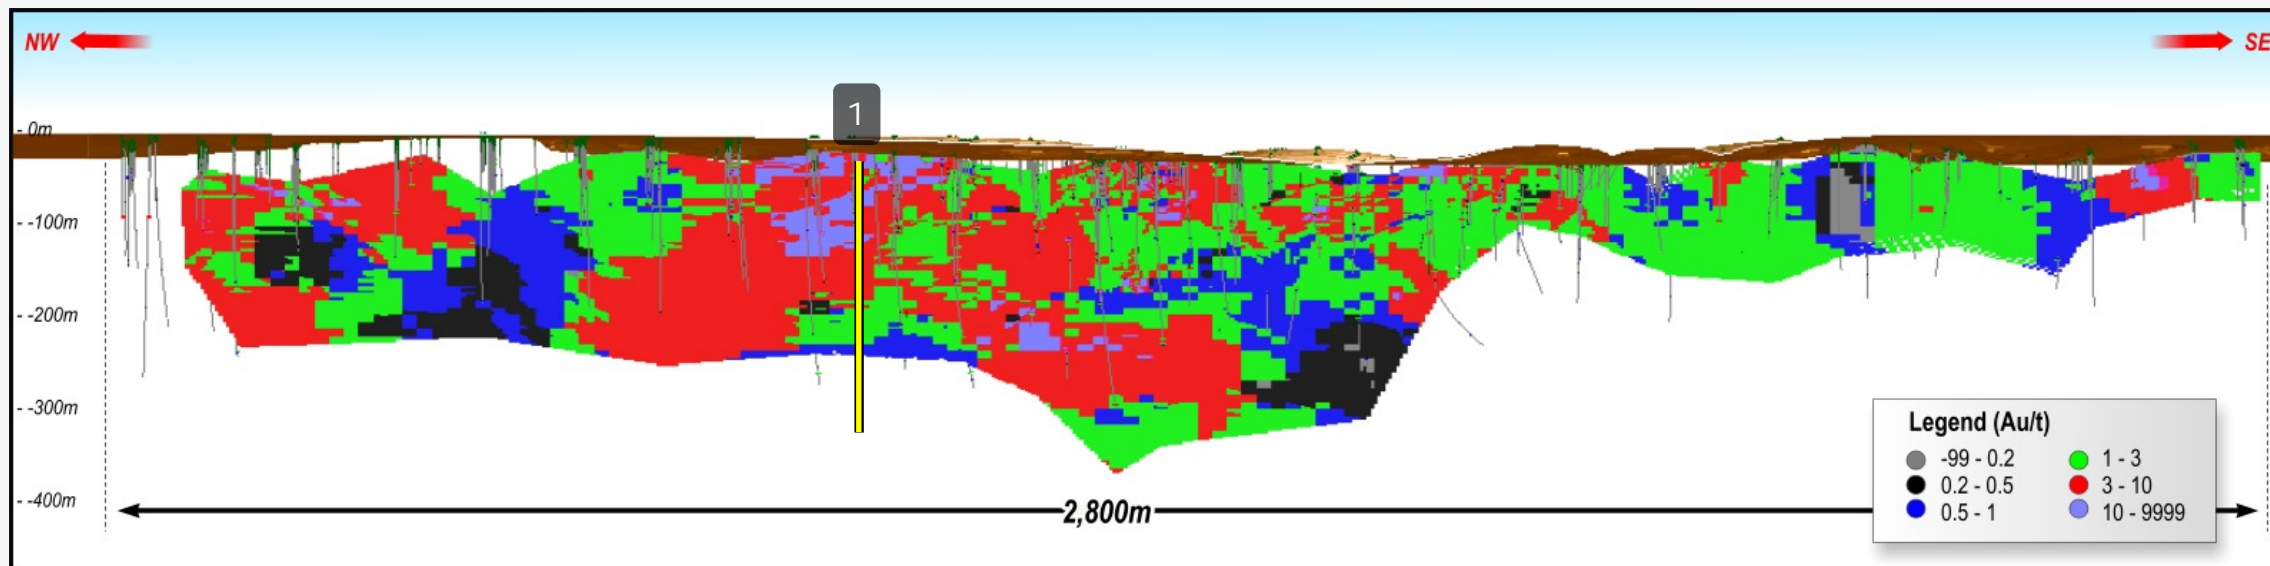 NW
SE
1
- 0m
- -100m
- -200m
- -300m
- -400m
2,800m
Legend (Au/t)
-99 - 0.2
1 - 3
0.2 - 0.5
3 - 10
0.5 - 1
10 - 9999